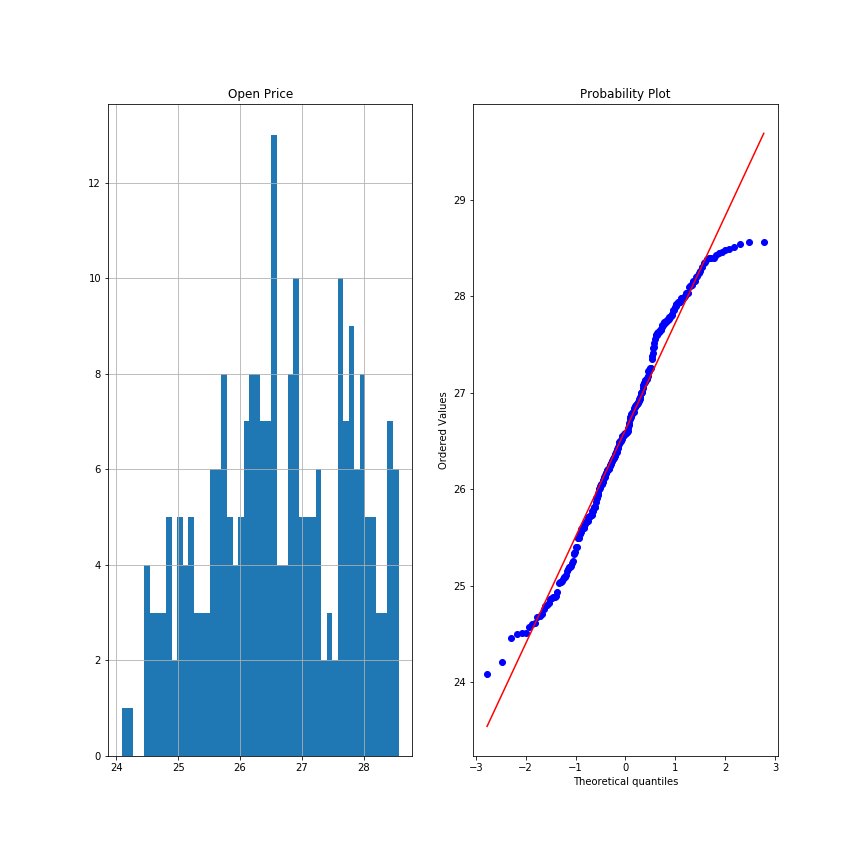 Open Price
12
10
8
6
4
2
0
24 25 26 27 28
Probability Plot
Ordered Values
29
28
27
26
25
24
−3 −2 −1 0 1 2 3
Theoretical quantiles